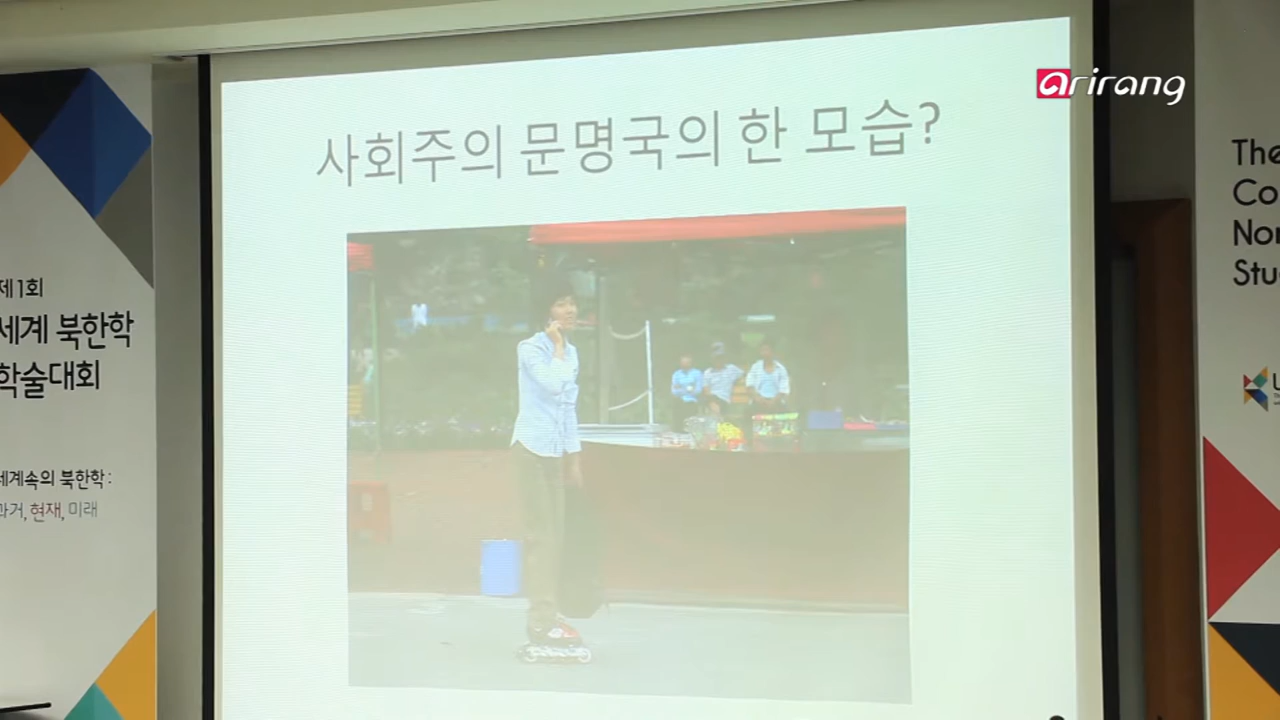 arirang
사회주의 문명국의 한 모습?
제1회
세계 북한학
학술대회
세계속의 북한학:
과거, 현재, 미래
The
Co
Nor
Stu